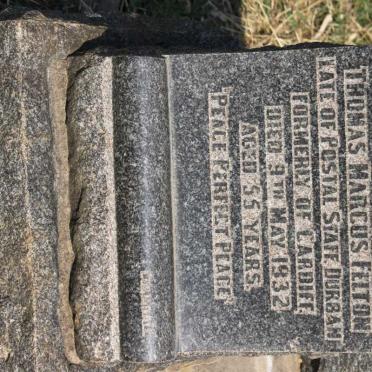 THOMAS MARCUS FELTON
LATE OF POSTAL STAFF DURBAN
FORMERLY OF CARDIFF
DIED 9TH MAY 1932
AGED 55 YEARS
"PEACE PERFECT PEACE"